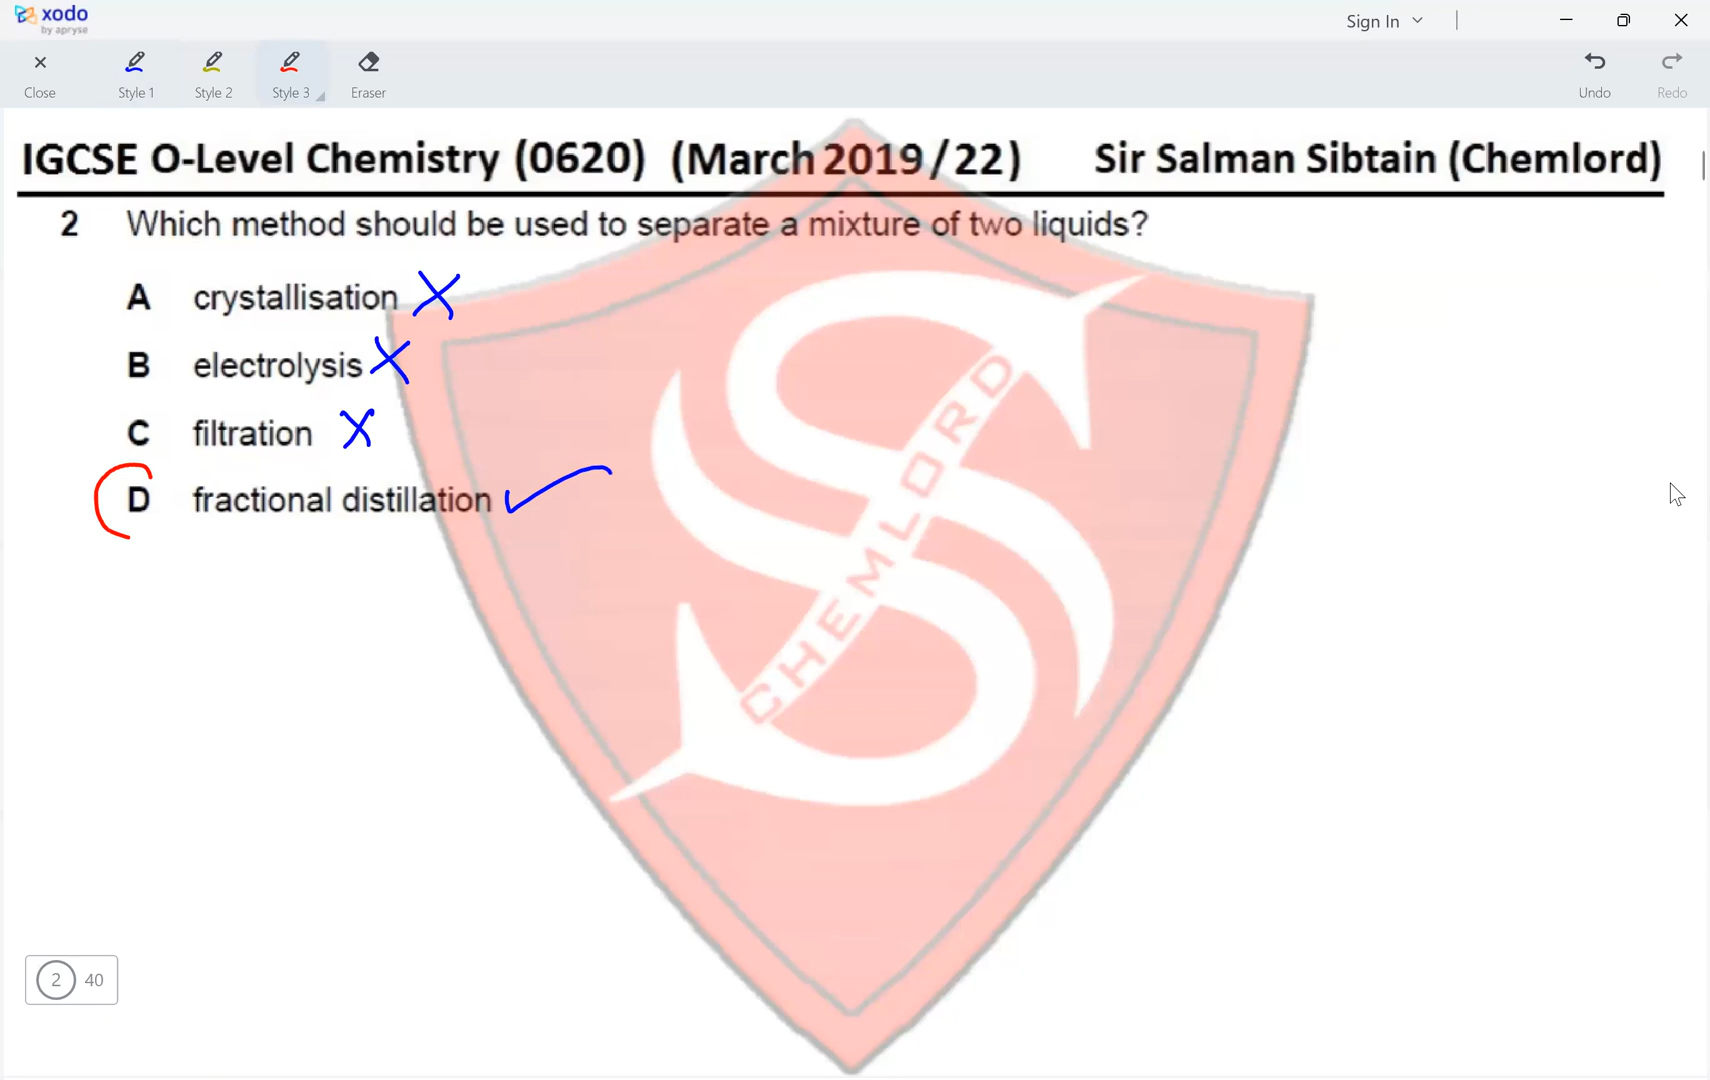 xodo
by apryse
Sign In
Close
Style 1
Style 2
Style 3
Eraser
Undo
Redo
IGCSE O-Level Chemistry (0620) (March 2019/22) Sir Salman Sibtain (Chemlord)
2 Which method should be used to separate a mixture of two liquids?
A crystallisation
B electrolysis
C filtration
D fractional distillation
CHEMLORD
2 40